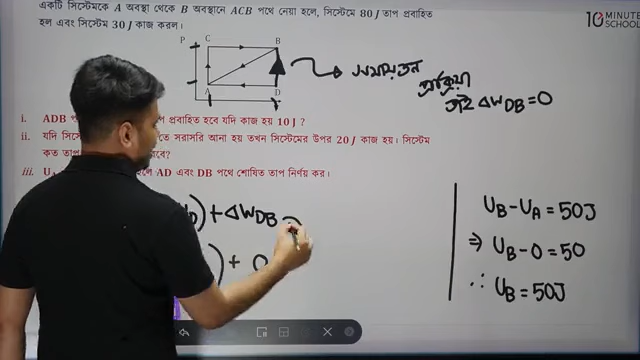 একটি সিস্টেমকে A অবস্থা থেকে B অবস্থানে ACB পথে নেয়া হলে, সিস্টেমে 80 J তাপ প্রবাহিত
হল এবং সিস্টেম 30 J কাজ করল।
10 MINUTE
SCHOOL
P
C
B
A
D
সমআয়তন
প্রক্রিয়া
তাই ΔW_DB = 0
i. ADB প্রবাহিত হবে যদি কাজ হয় 10 J ?
ii. যদি সিস্টে সরাসরি আনা হয় তখন সিস্টেমের উপর 20 J কাজ হয়। সিস্টেম
কত তাপ
iii. হলে AD এবং DB পথে শোষিত তাপ নির্ণয় কর।
) + ΔW_DB
) + 0
U_B - U_A = 50J
⇒ U_B - 0 = 50
∴ U_B = 50J